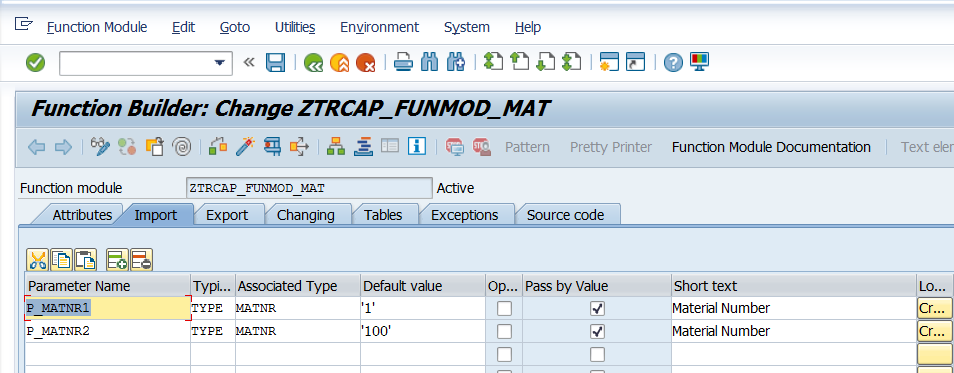 Function Module Edit Goto Utilities Environment System Help
Function Builder: Change ZTRCAP_FUNMOD_MAT
Pattern Pretty Printer Function Module Documentation Text elem
Function module ZTRCAP_FUNMOD_MAT Active
Attributes Import Export Changing Tables Exceptions Source code
Parameter Name Typi... Associated Type Default value Op... Pass by Value Short text Lo...
P_MATNR1 TYPE MATNR '1' Material Number Cr...
P_MATNR2 TYPE MATNR '100' Material Number Cr...